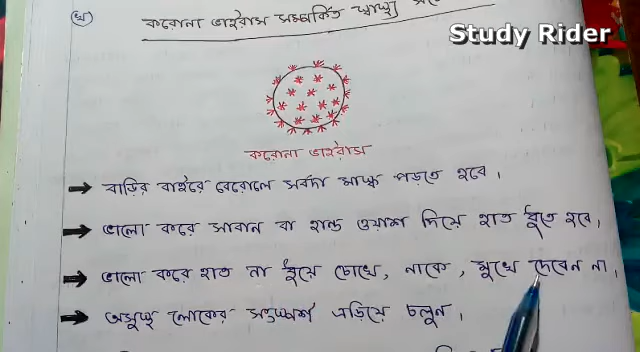 (খ) করোনা ভাইরাস সম্পর্কিত স্বাস্থ্য
Study Rider
করোনা ভাইরাস
➡ বাড়ির বাইরে বেরোলে সর্বদা মাস্ক পড়তে হবে।
➡ ভালো করে সাবান বা হ্যান্ড ওয়াশ দিয়ে হাত ধুতে হবে,
ভালো করে হাত না ধুঁয়ে চোখে, নাকে, মুখে দেবেন না,
➡ অসুস্থ লোকের সংস্পর্শ এড়িয়ে চলুন।